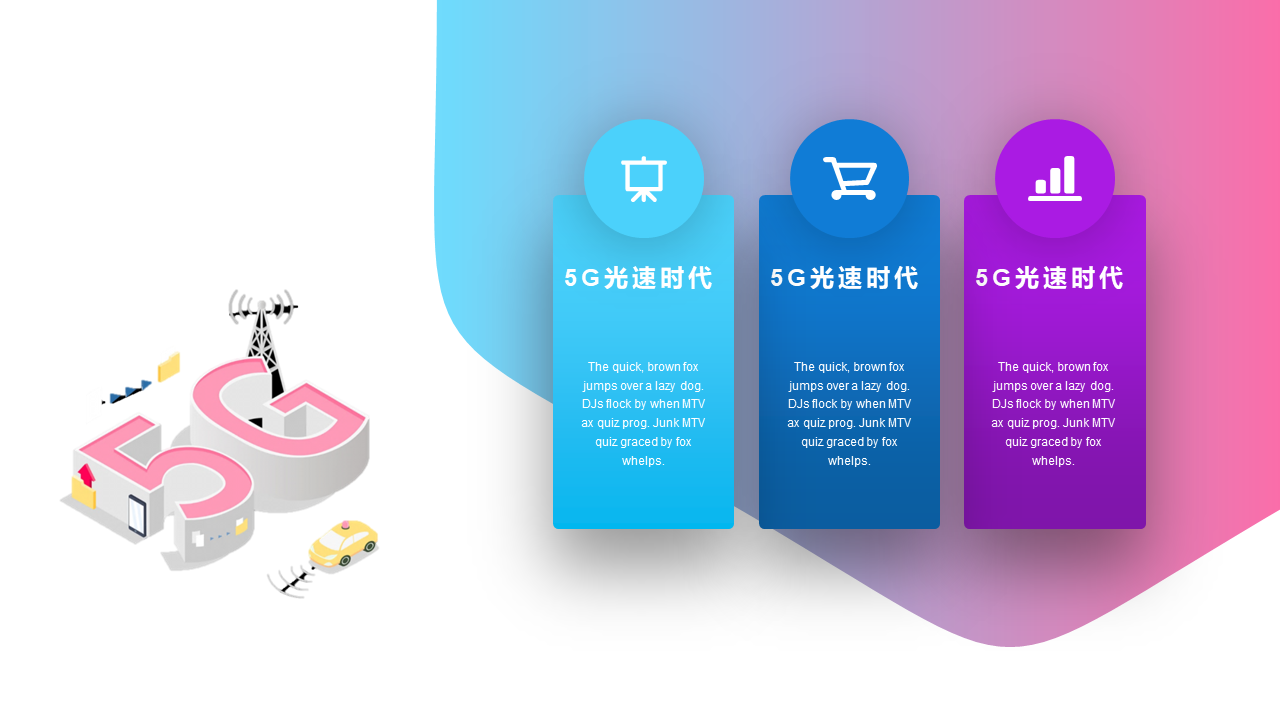 5G光速时代
The quick, brown fox
jumps over a lazy dog.
DJs flock by when MTV
ax quiz prog. Junk MTV
quiz graced by fox
whelps.
5G光速时代
The quick, brown fox
jumps over a lazy dog.
DJs flock by when MTV
ax quiz prog. Junk MTV
quiz graced by fox
whelps.
5G光速时代
The quick, brown fox
jumps over a lazy dog.
DJs flock by when MTV
ax quiz prog. Junk MTV
quiz graced by fox
whelps.
5G